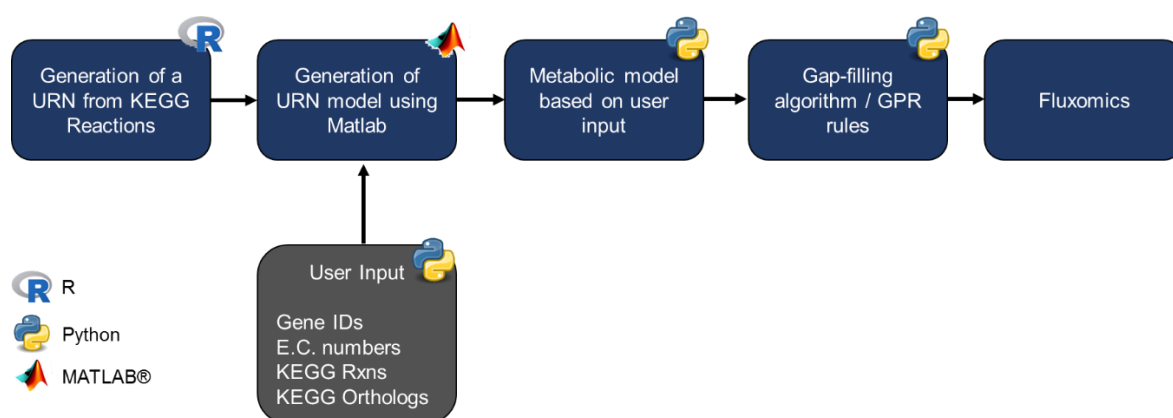 Generation of a
URN from KEGG
Reactions
Generation of
URN model using
Matlab
Metabolic model
based on user
input
Gap-filling
algorithm / GPR
rules
Fluxomics
User Input
Gene IDs
E.C. numbers
KEGG Rxns
KEGG Orthologs
R
Python
MATLAB®